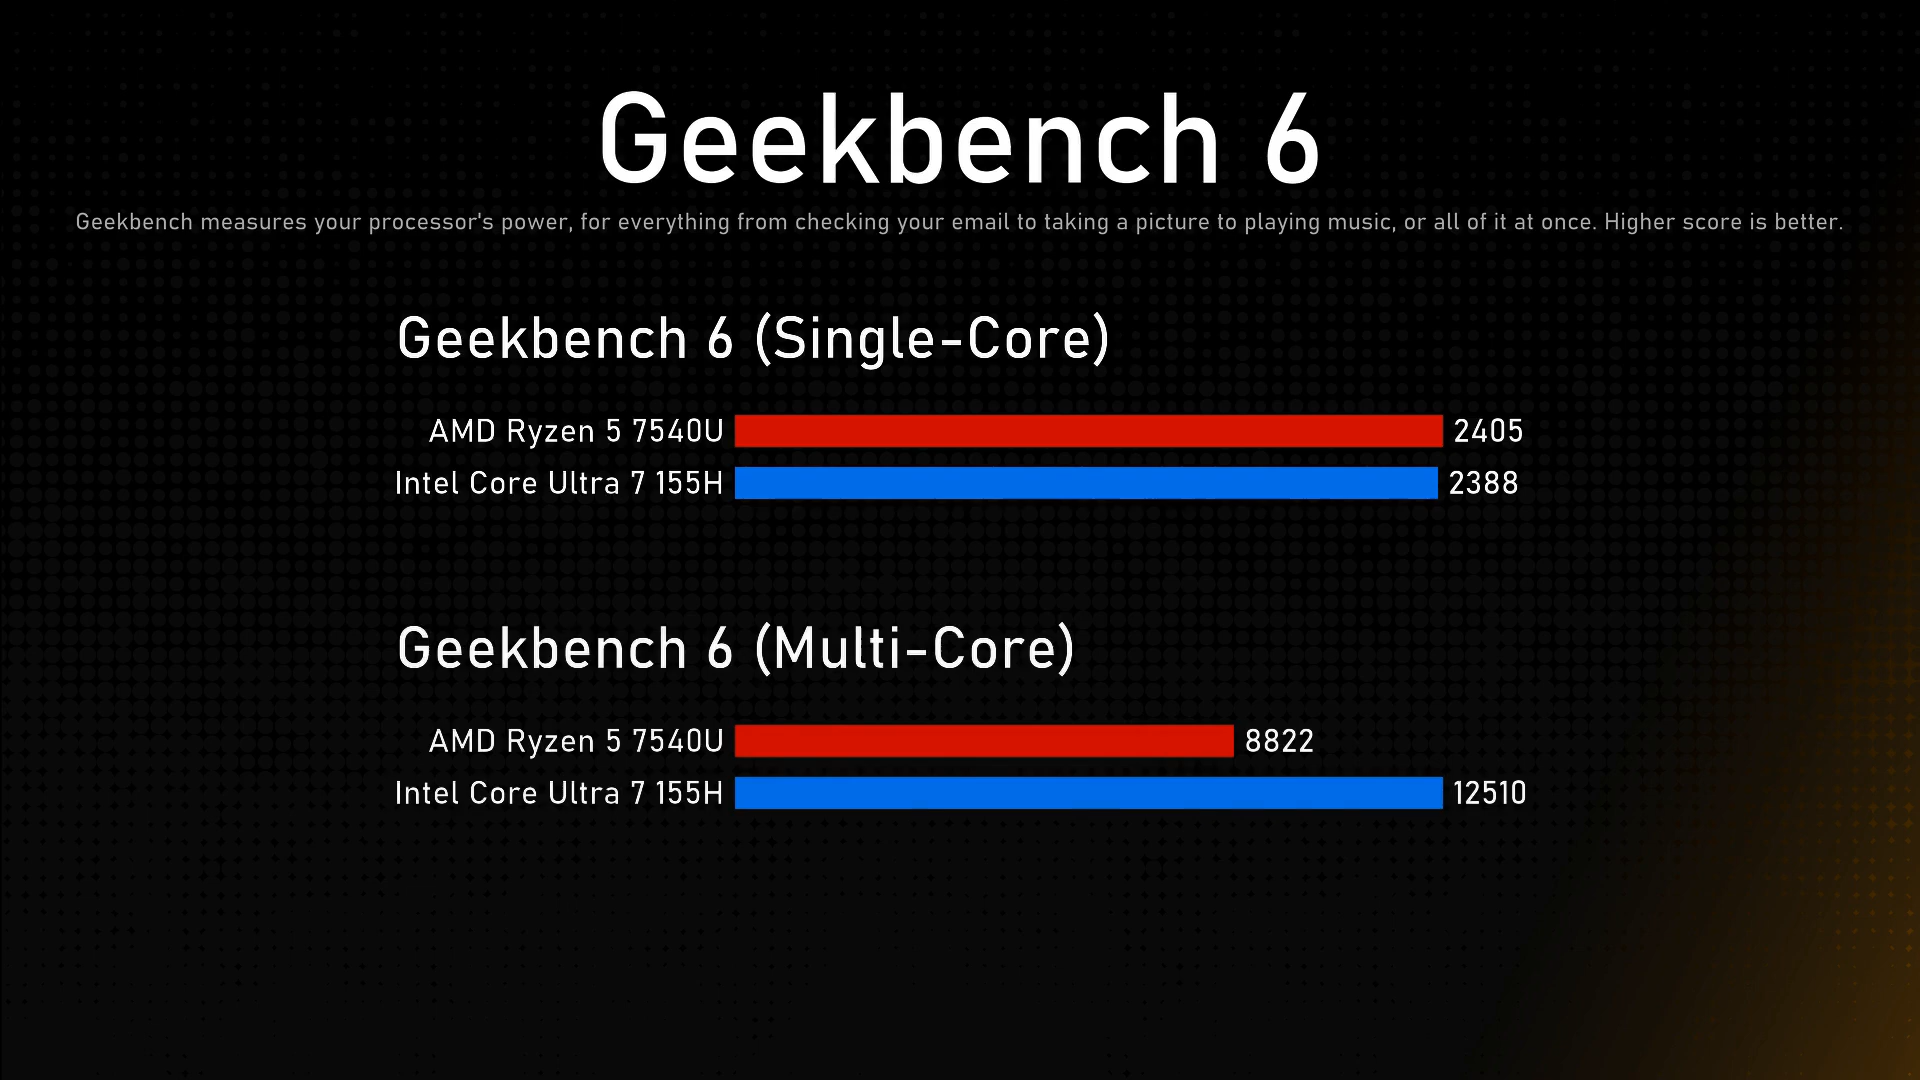 Geekbench 6
Geekbench measures your processor's power, for everything from checking your email to taking a picture to playing music, or all of it at once. Higher score is better.
Geekbench 6 (Single-Core)
AMD Ryzen 5 7540U 2405
Intel Core Ultra 7 155H 2388
Geekbench 6 (Multi-Core)
AMD Ryzen 5 7540U 8822
Intel Core Ultra 7 155H 12510